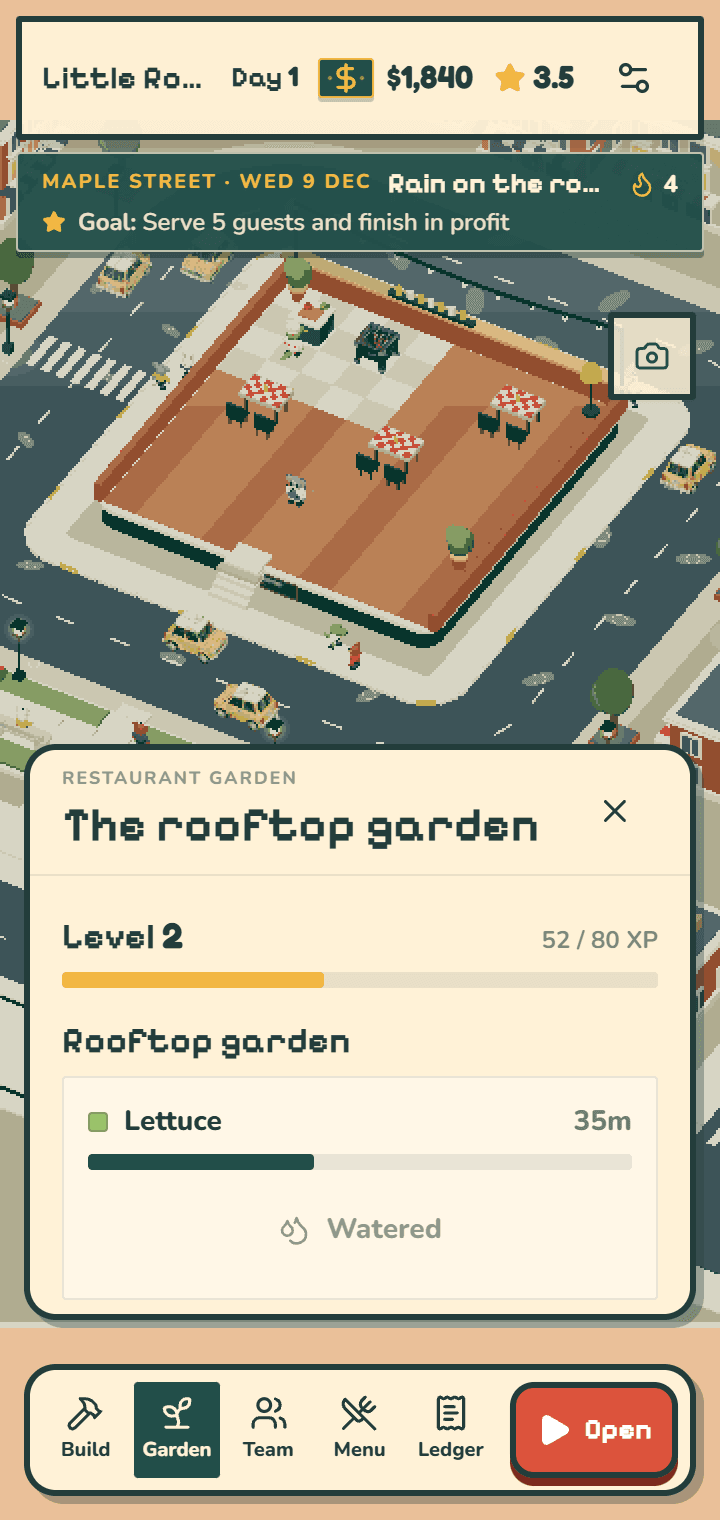 Little Ro... Day 1 $ $1,840 3.5
MAPLE STREET · WED 9 DEC Rain on the ro... 4
Goal: Serve 5 guests and finish in profit
RESTAURANT GARDEN
The rooftop garden
Level 2 52 / 80 XP
Rooftop garden
Lettuce 35m
Watered
Build Garden Team Menu Ledger Open